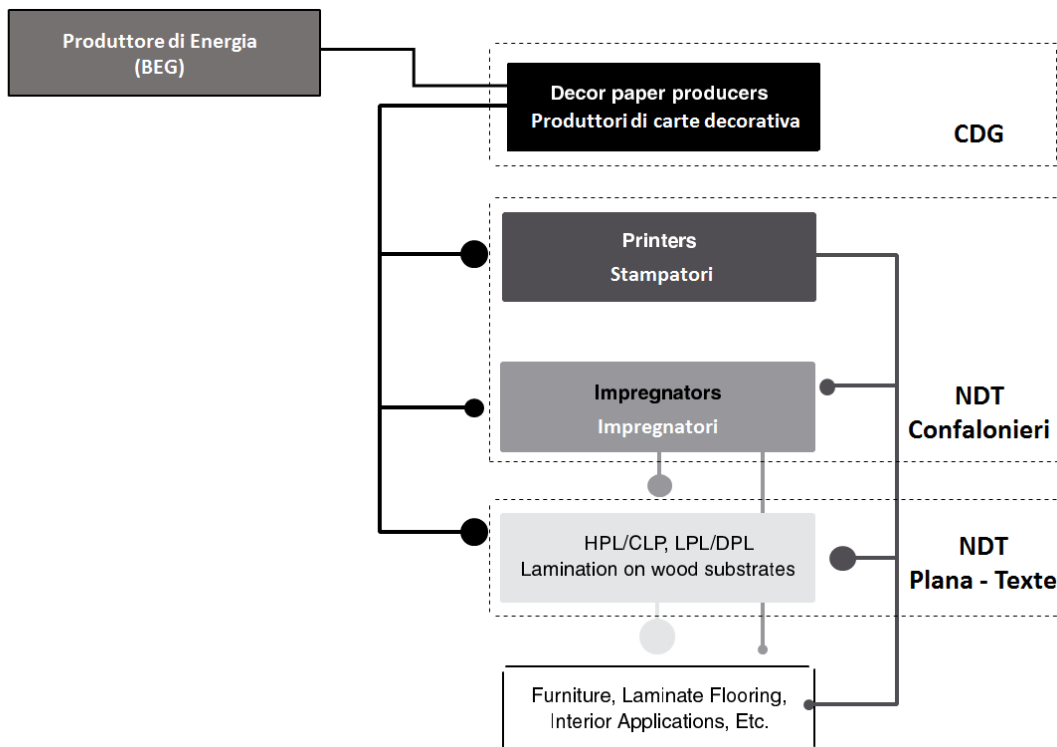 Produttore di Energia
(BEG)
Decor paper producers
Produttori di carte decorativa
CDG
Printers
Stampatori
Impregnators
Impregnatori
NDT
Confalonieri
HPL/CLP, LPL/DPL
Lamination on wood substrates
NDT
Plana - Texte
Furniture, Laminate Flooring,
Interior Applications, Etc.